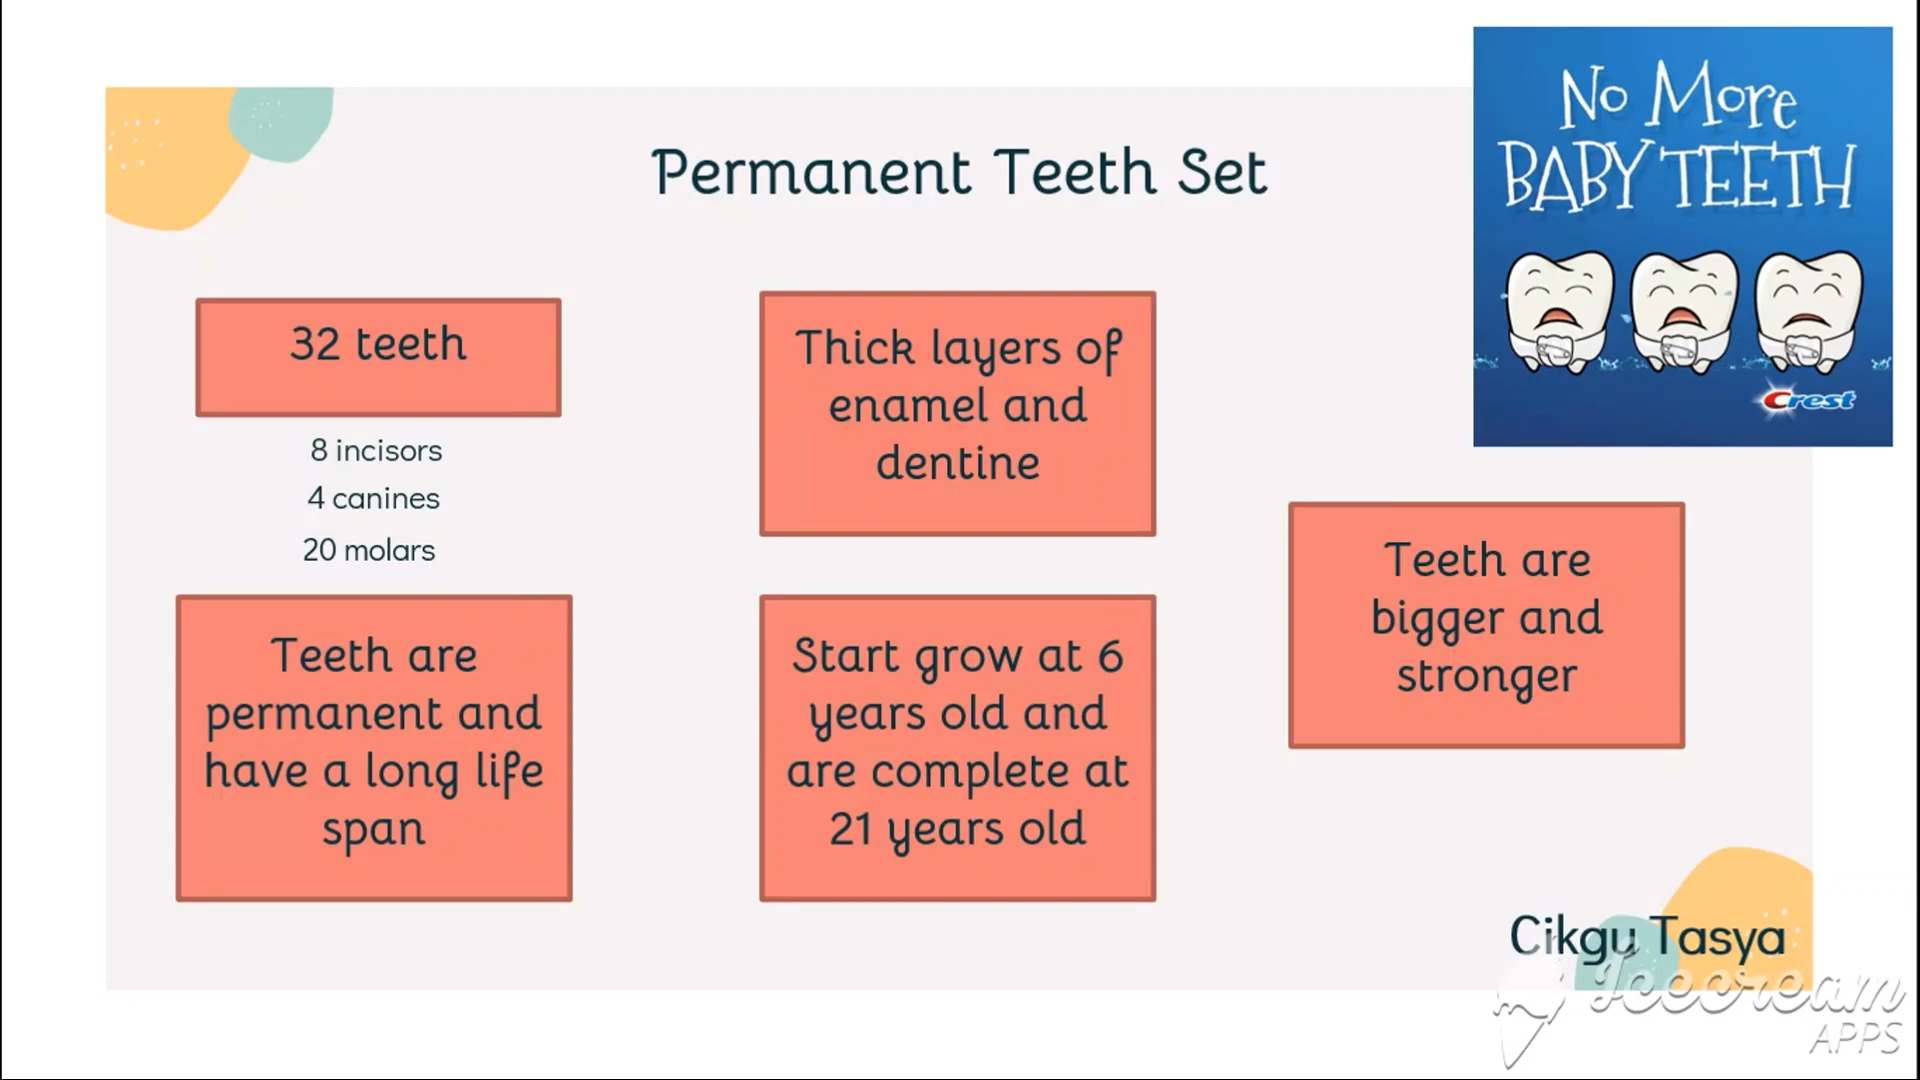 Permanent Teeth Set
No More
BABY TEETH
Crest
32 teeth
8 incisors
4 canines
20 molars
Teeth are
permanent and
have a long life
span
Thick layers of
enamel and
dentine
Start grow at 6
years old and
are complete at
21 years old
Teeth are
bigger and
stronger
Cikgu Tasya
Icecream
APPS